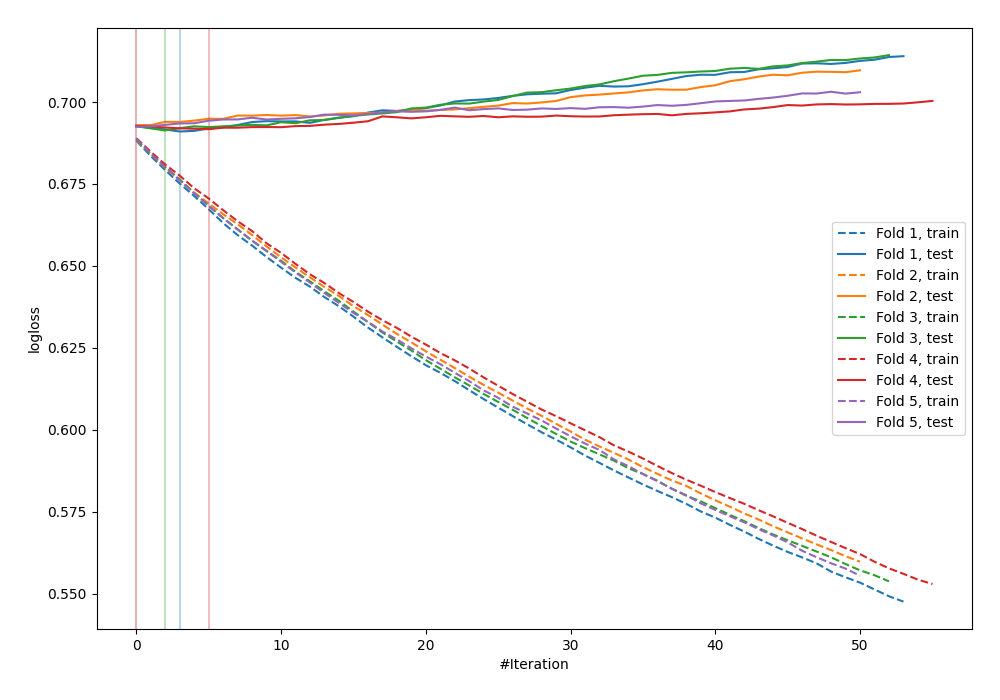 0.700
0.675
0.650
0.625
0.600
0.575
0.550
logloss
0
10
20
30
40
50
#Iteration
Fold 1, train
Fold 1, test
Fold 2, train
Fold 2, test
Fold 3, train
Fold 3, test
Fold 4, train
Fold 4, test
Fold 5, train
Fold 5, test